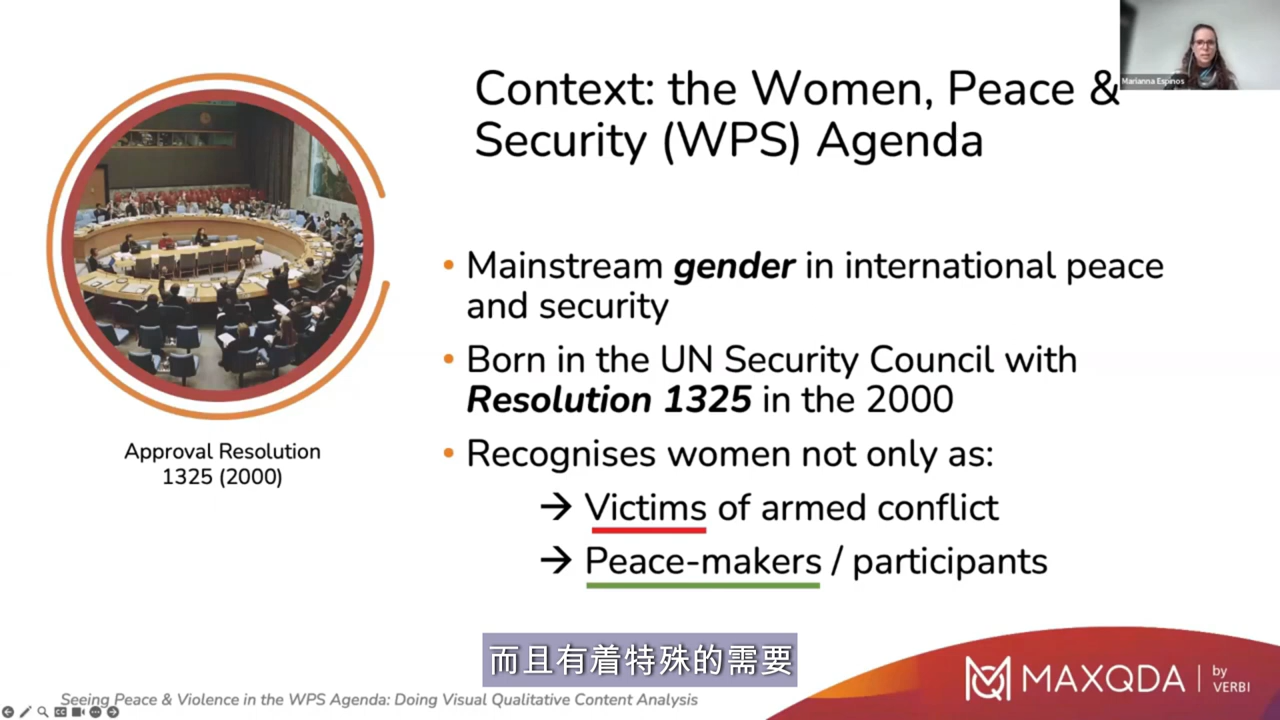 Marianna Espinos
Context: the Women, Peace &
Security (WPS) Agenda
• Mainstream gender in international peace
and security
• Born in the UN Security Council with
Resolution 1325 in the 2000
• Recognises women not only as:
→ Victims of armed conflict
→ Peace-makers / participants
Approval Resolution
1325 (2000)
而且有着特殊的需要
Seeing Peace & Violence in the WPS Agenda: Doing Visual Qualitative Content Analysis
MAXQDA
by
VERBI